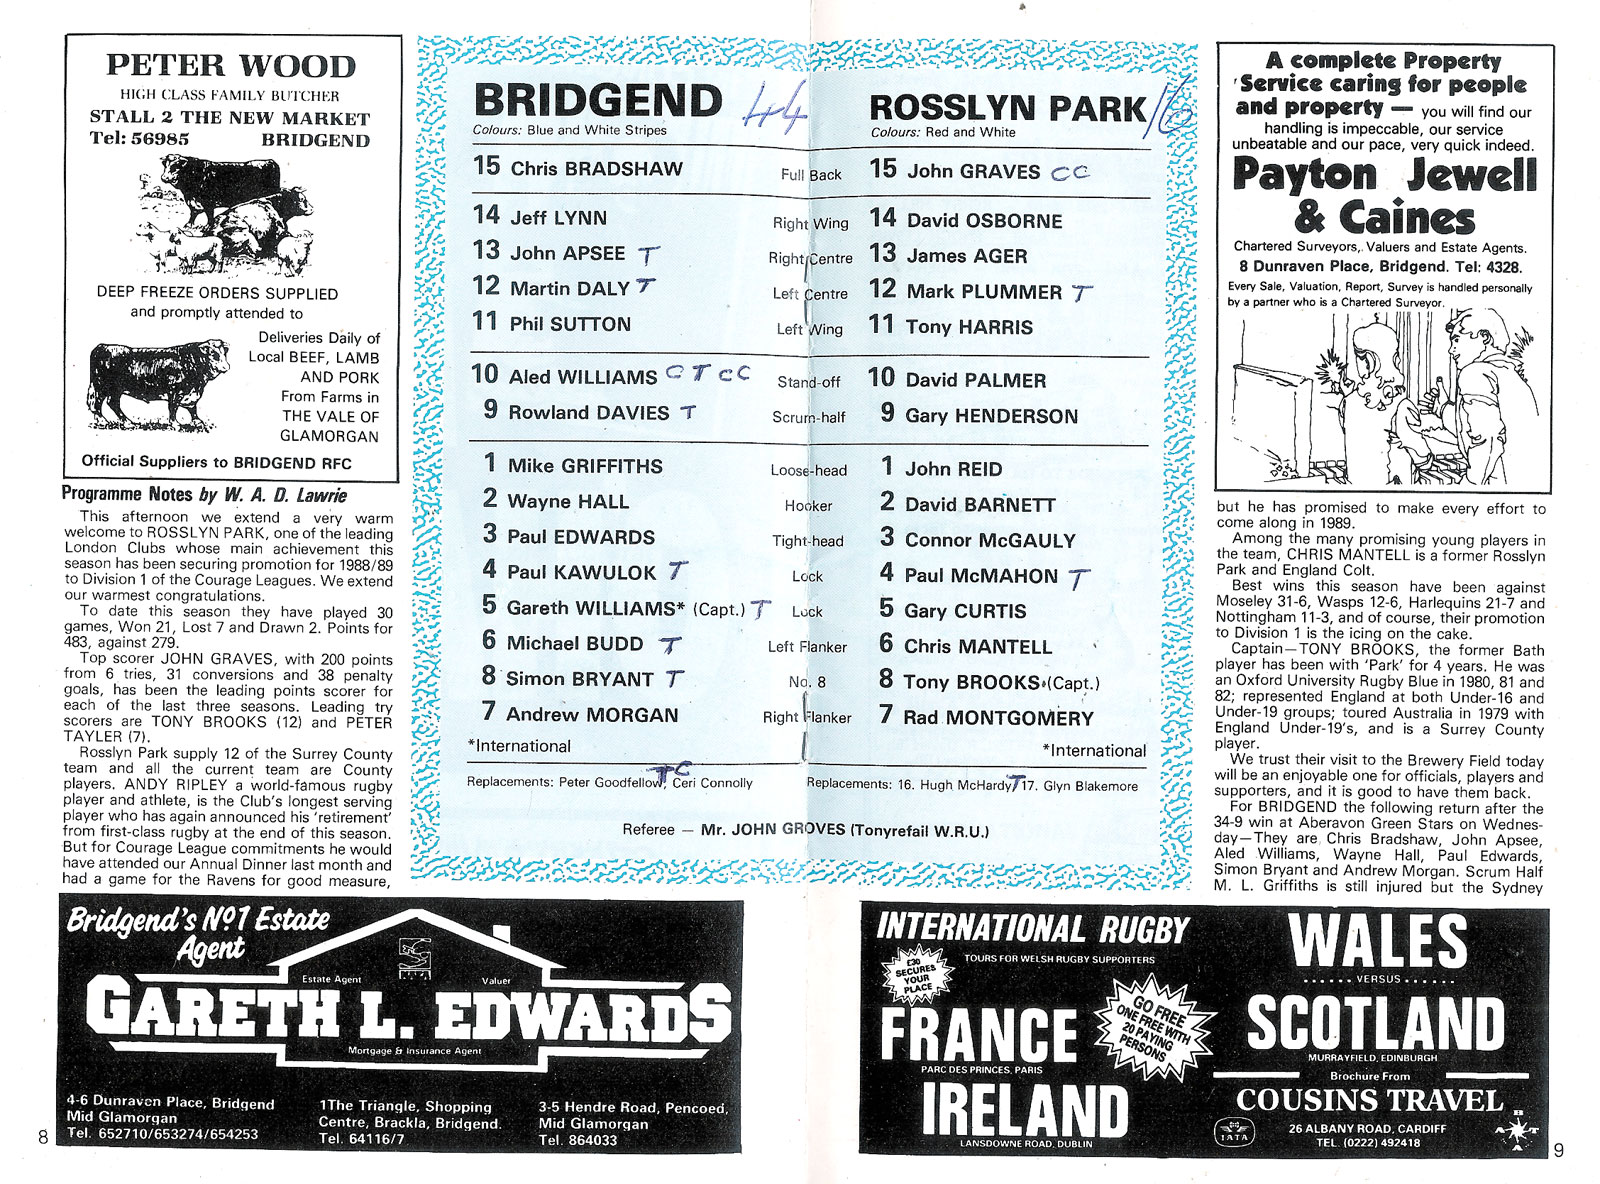 PETER WOOD
HIGH CLASS FAMILY BUTCHER
STALL 2 THE NEW MARKET
Tel: 56985 BRIDGEND
DEEP FREEZE ORDERS SUPPLIED
and promptly attended to
Deliveries Daily of
Local BEEF, LAMB
AND PORK
From Farms in
THE VALE OF
GLAMORGAN
Official Suppliers to BRIDGEND RFC
Programme Notes by W. A. D. Lawrie
This afternoon we extend a very warm
welcome to ROSSLYN PARK, one of the leading
London Clubs whose main achievement this
season has been securing promotion for 1988/89
to Division 1 of the Courage Leagues. We extend
our warmest congratulations.
To date this season they have played 30
games, Won 21, Lost 7 and Drawn 2. Points for
483, against 279.
Top scorer JOHN GRAVES, with 200 points
from 6 tries, 31 conversions and 38 penalty
goals, has been the leading points scorer for
each of the last three seasons. Leading try
scorers are TONY BROOKS (12) and PETER
TAYLER (7).
Rosslyn Park supply 12 of the Surrey County
team and all the current team are County
players. ANDY RIPLEY a world-famous rugby
player and athlete, is the Club's longest serving
player who has again announced his 'retirement'
from first-class rugby at the end of this season.
But for Courage League commitments he would
have attended our Annual Dinner last month and
had a game for the Ravens for good measure,
BRIDGEND 44 ROSSLYN PARK 16
Colours: Blue and White Stripes Colours: Red and White
15 Chris BRADSHAW Full Back 15 John GRAVES CC
14 Jeff LYNN Right Wing 14 David OSBORNE
13 John APSEE T Right Centre 13 James AGER
12 Martin DALY T Left Centre 12 Mark PLUMMER T
11 Phil SUTTON Left Wing 11 Tony HARRIS
10 Aled WILLIAMS C T CC Stand-off 10 David PALMER
9 Rowland DAVIES T Scrum-half 9 Gary HENDERSON
1 Mike GRIFFITHS Loose-head 1 John REID
2 Wayne HALL Hooker 2 David BARNETT
3 Paul EDWARDS Tight-head 3 Connor McGAULY
4 Paul KAWULOK T Lock 4 Paul McMAHON T
5 Gareth WILLIAMS* (Capt.) T Lock 5 Gary CURTIS
6 Michael BUDD T Left Flanker 6 Chris MANTELL
8 Simon BRYANT T No. 8 8 Tony BROOKS (Capt.)
7 Andrew MORGAN Right Flanker 7 Rad MONTGOMERY
*International *International
T C
Replacements: Peter Goodfellow, Ceri Connolly Replacements: 16. Hugh McHardy T 17. Glyn Blakemore
Referee — Mr. JOHN GROVES (Tonyrefail W.R.U.)
A complete Property
Service caring for people
and property — you will find our
handling is impeccable, our service
unbeatable and our pace, very quick indeed.
Payton Jewell
& Caines
Chartered Surveyors, Valuers and Estate Agents.
8 Dunraven Place, Bridgend. Tel: 4328.
Every Sale, Valuation, Report, Survey is handled personally
by a partner who is a Chartered Surveyor.
but he has promised to make every effort to
come along in 1989.
Among the many promising young players in
the team, CHRIS MANTELL is a former Rosslyn
Park and England Colt.
Best wins this season have been against
Moseley 31-6, Wasps 12-6, Harlequins 21-7 and
Nottingham 11-3, and of course, their promotion
to Division 1 is the icing on the cake.
Captain—TONY BROOKS, the former Bath
player has been with 'Park' for 4 years. He was
an Oxford University Rugby Blue in 1980, 81 and
82; represented England at both Under-16 and
Under-19 groups; toured Australia in 1979 with
England Under-19's, and is a Surrey County
player.
We trust their visit to the Brewery Field today
will be an enjoyable one for officials, players and
supporters, and it is good to have them back.
For BRIDGEND the following return after the
34-9 win at Aberavon Green Stars on Wednes-
day—They are Chris Bradshaw, John Apsee,
Aled Williams, Wayne Hall, Paul Edwards,
Simon Bryant and Andrew Morgan. Scrum Half
M. L. Griffiths is still injured but the Sydney
Bridgend's No1 Estate
Agent
Estate Agent Valuer
GARETH L. EDWARDS
Mortgage & Insurance Agent
4-6 Dunraven Place, Bridgend
Mid Glamorgan
Tel. 652710/653274/654253
1The Triangle, Shopping
Centre, Brackla, Bridgend.
Tel. 64116/7
3-5 Hendre Road, Pencoed,
Mid Glamorgan
Tel. 864033
8
INTERNATIONAL RUGBY
TOURS FOR WELSH RUGBY SUPPORTERS
£30
SECURES
YOUR
PLACE
FRANCE
PARC DES PRINCES, PARIS
GO FREE
ONE FREE WITH
20 PAYING
PERSONS
IRELAND
LANSDOWNE ROAD, DUBLIN
WALES
VERSUS
SCOTLAND
MURRAYFIELD, EDINBURGH
Brochure From
COUSINS TRAVEL
IATA
26 ALBANY ROAD, CARDIFF
TEL. (0222) 492418
9